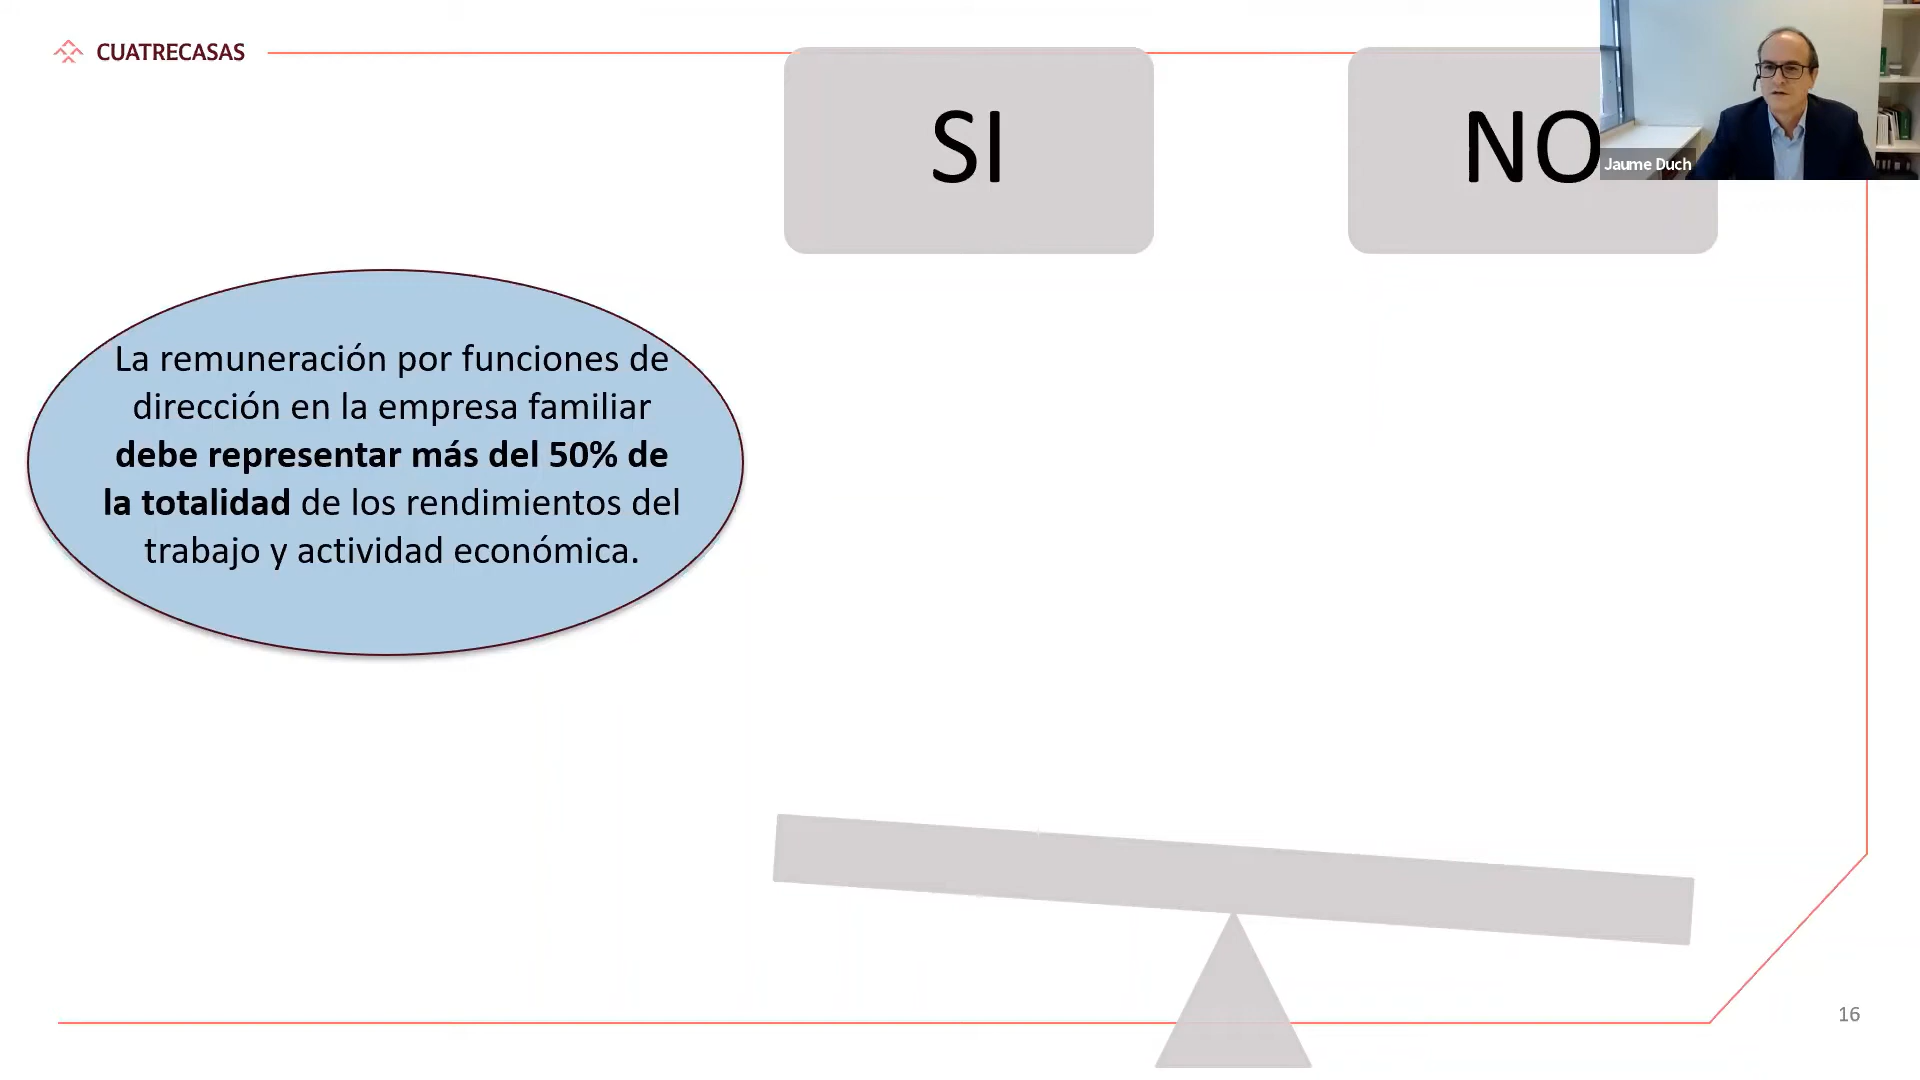 CUATRECASAS
SI
NO
Jaume Duch
La remuneración por funciones de
dirección en la empresa familiar
debe representar más del 50% de
la totalidad de los rendimientos del
trabajo y actividad económica.
16